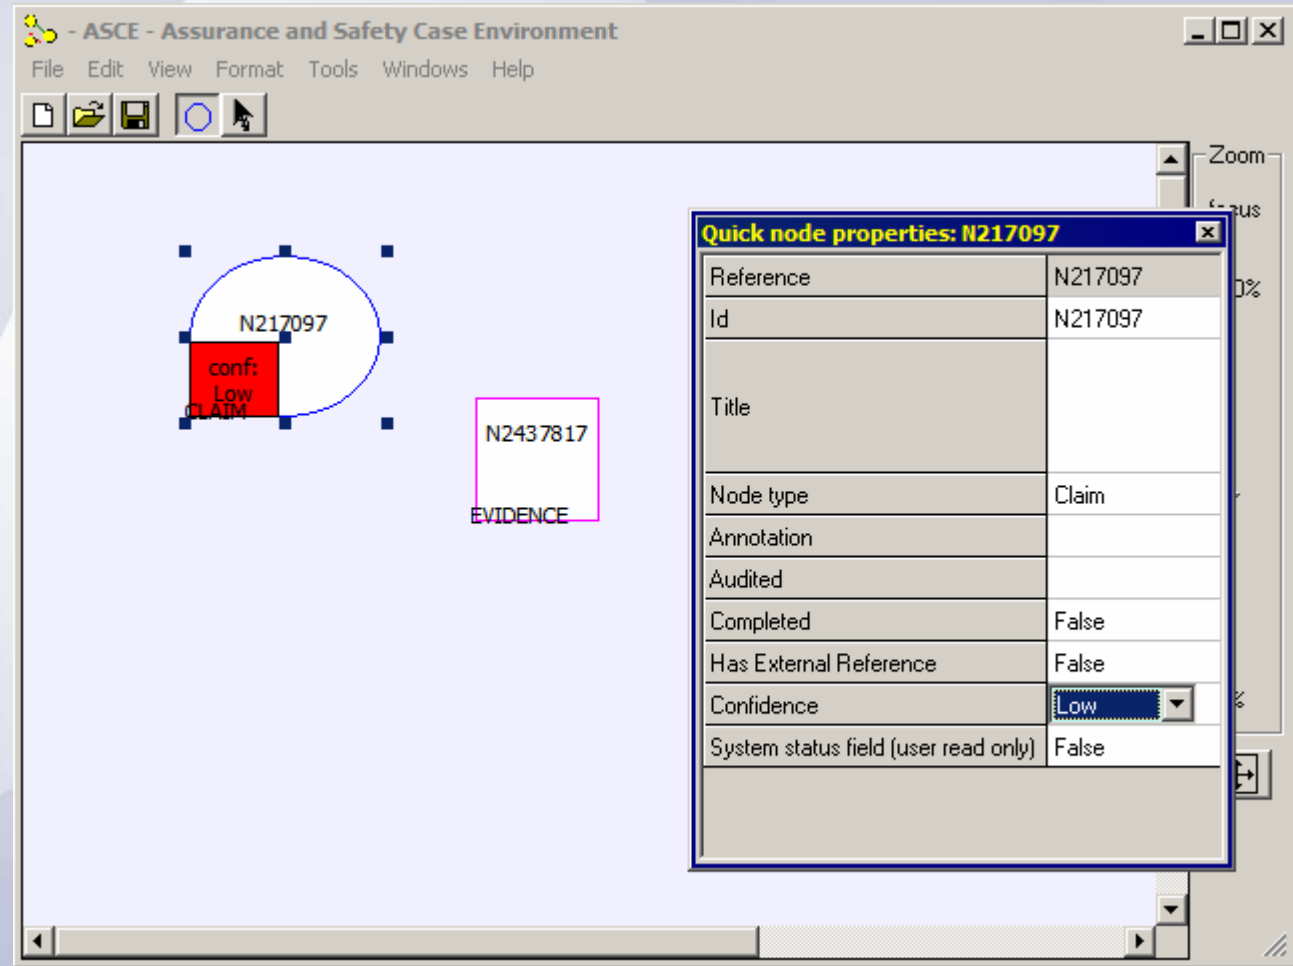 - ASCE - Assurance and Safety Case Environment
File Edit View Format Tools Windows Help
Zoom
N217097
conf:
Low
CLAIM
N2437817
EVIDENCE
Quick node properties: N217097
Reference N217097
Id N217097
Title
Node type Claim
Annotation
Audited
Completed False
Has External Reference False
Confidence Low
System status field (user read only) False